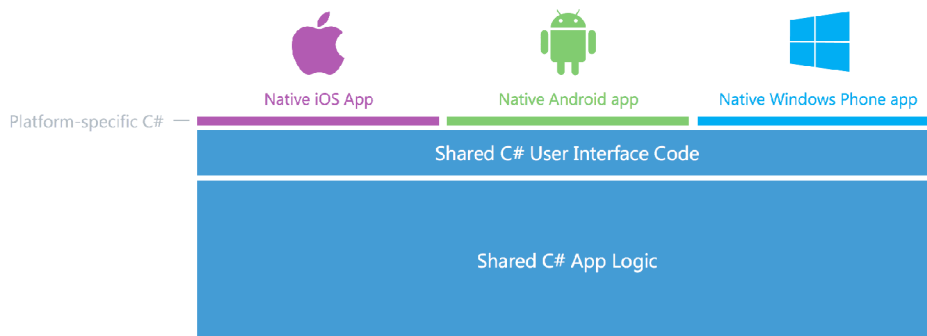 Native iOS App
Native Android app
Native Windows Phone app
Platform-specific C#
Shared C# User Interface Code
Shared C# App Logic